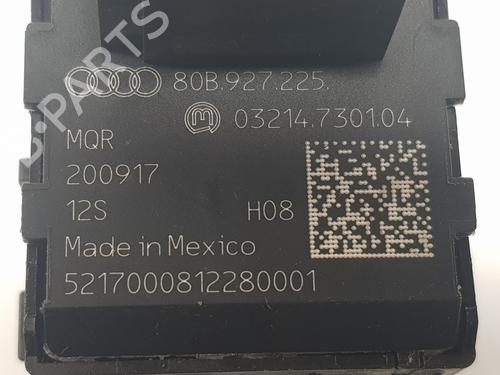 B-PARTS
80B.927.225.
03214.7301.04
MQR
200917
12S H08
Made in Mexico
5217000812280001